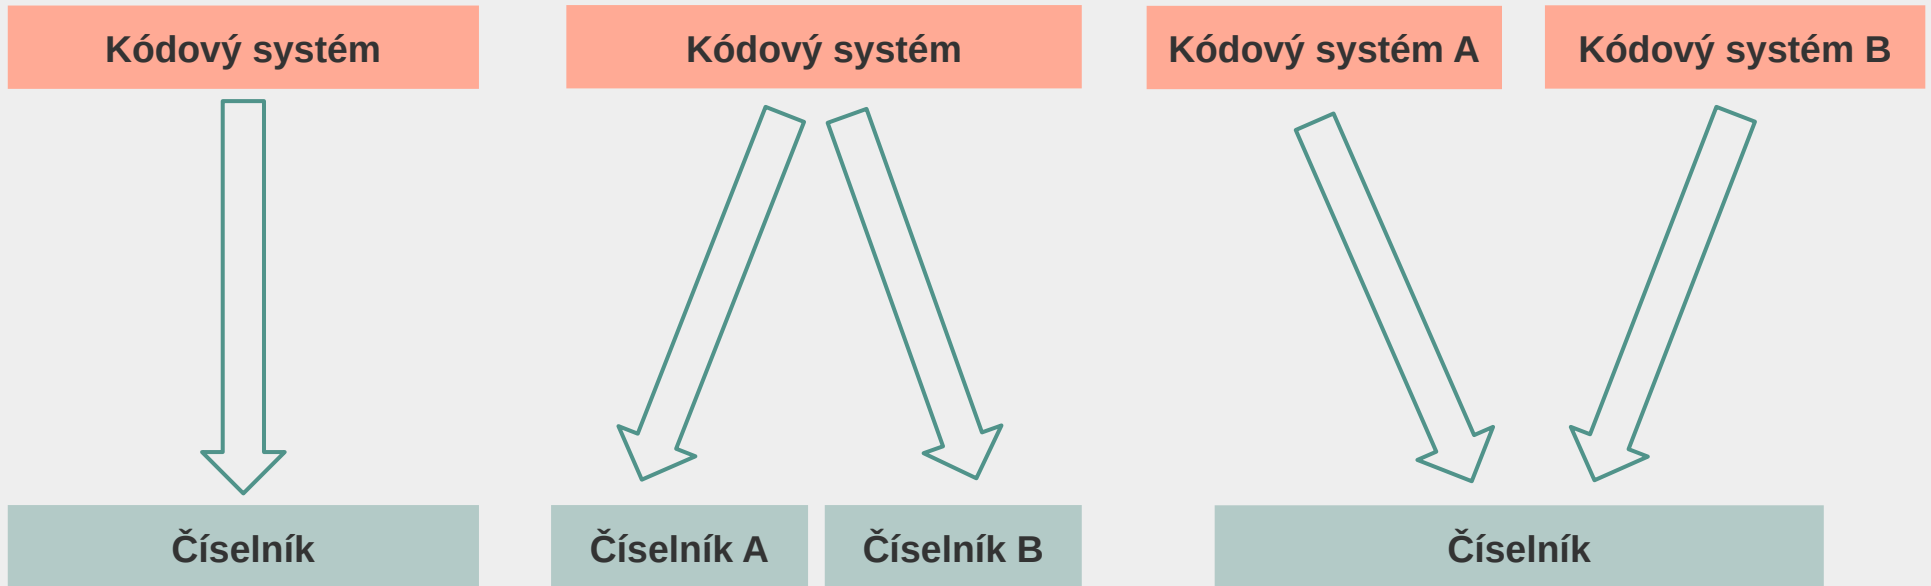 Kódový systém
Kódový systém
Kódový systém A
Kódový systém B
Číselník
Číselník A
Číselník B
Číselník